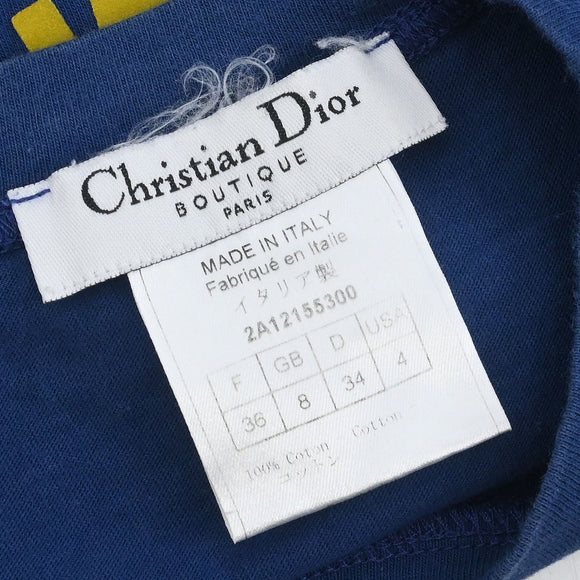 Christian Dior
BOUTIQUE
PARIS
MADE IN ITALY
Fabriqué en Italie
イタリア製
2A12155300
F GB D USA
36 8 34 4
100% Coton - Cotton -
コットン